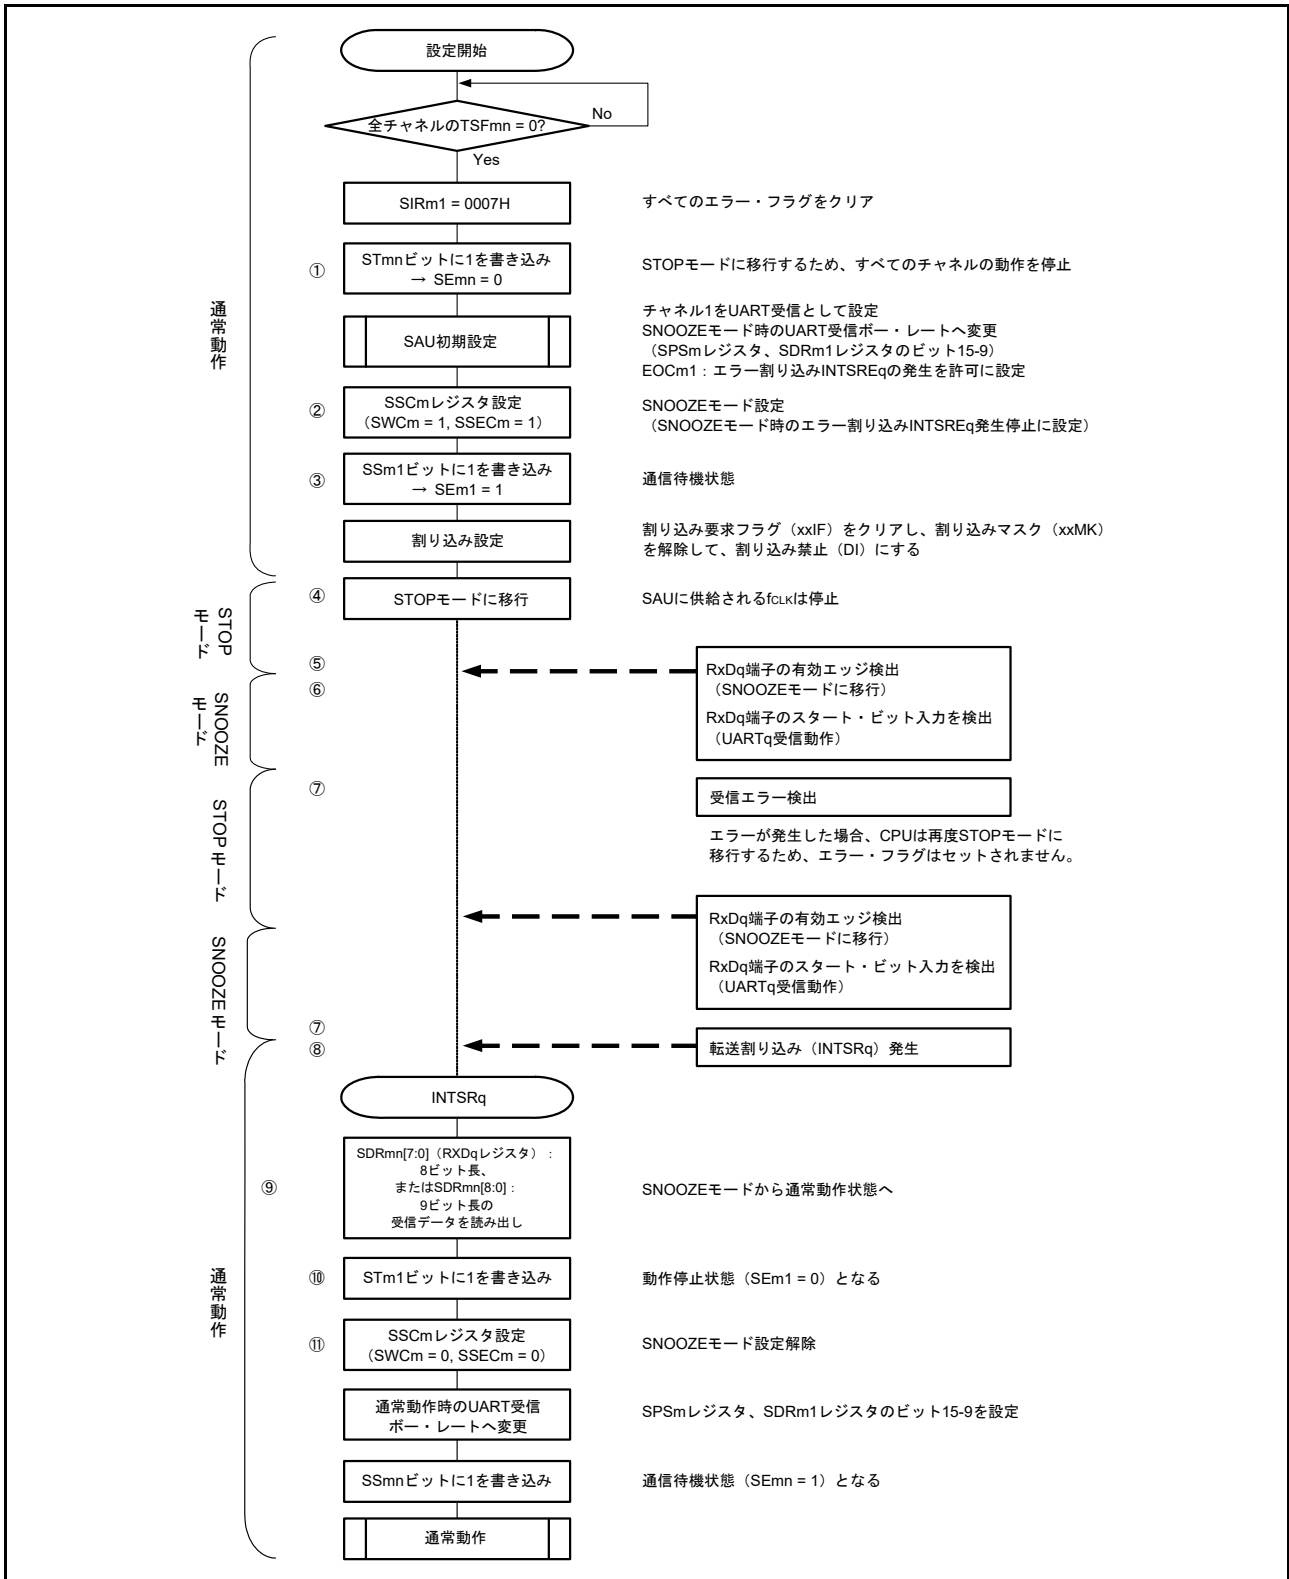 設定開始
全チャネルのTSFmn = 0?
No
Yes
SIRm1 = 0007H
すべてのエラー・フラグをクリア
①
STmnビットに1を書き込み
→ SEmn = 0
STOPモードに移行するため、すべてのチャネルの動作を停止
通常動作
SAU初期設定
チャネル1をUART受信として設定
SNOOZEモード時のUART受信ボー・レートへ変更
（SPSmレジスタ、SDRm1レジスタのビット15-9）
EOCm1：エラー割り込みINTSREqの発生を許可に設定
②
SSCmレジスタ設定
（SWCm = 1, SSECm = 1）
SNOOZEモード設定
（SNOOZEモード時のエラー割り込みINTSREq発生停止に設定）
③
SSm1ビットに1を書き込み
→ SEm1 = 1
通信待機状態
割り込み設定
割り込み要求フラグ（xxIF）をクリアし、割り込みマスク（xxMK）
を解除して、割り込み禁止（DI）にする
④
STOPモードに移行
SAUに供給されるfCLKは停止
STOP
モード
⑤
⑥
RxDq端子の有効エッジ検出
（SNOOZEモードに移行）
RxDq端子のスタート・ビット入力を検出
（UARTq受信動作）
SNOOZE
モード
⑦
受信エラー検出
エラーが発生した場合、CPUは再度STOPモードに
移行するため、エラー・フラグはセットされません。
STOPモード
RxDq端子の有効エッジ検出
（SNOOZEモードに移行）
RxDq端子のスタート・ビット入力を検出
（UARTq受信動作）
SNOOZEモード
⑦
⑧
転送割り込み（INTSRq）発生
INTSRq
⑨
SDRmn[7:0]（RXDqレジスタ）：
8ビット長、
またはSDRmn[8:0]：
9ビット長の
受信データを読み出し
SNOOZEモードから通常動作状態へ
通常動作
⑩
STm1ビットに1を書き込み
動作停止状態（SEm1 = 0）となる
⑪
SSCmレジスタ設定
（SWCm = 0, SSECm = 0）
SNOOZEモード設定解除
通常動作時のUART受信
ボー・レートへ変更
SPSmレジスタ、SDRm1レジスタのビット15-9を設定
SSmnビットに1を書き込み
通信待機状態（SEmn = 1）となる
通常動作